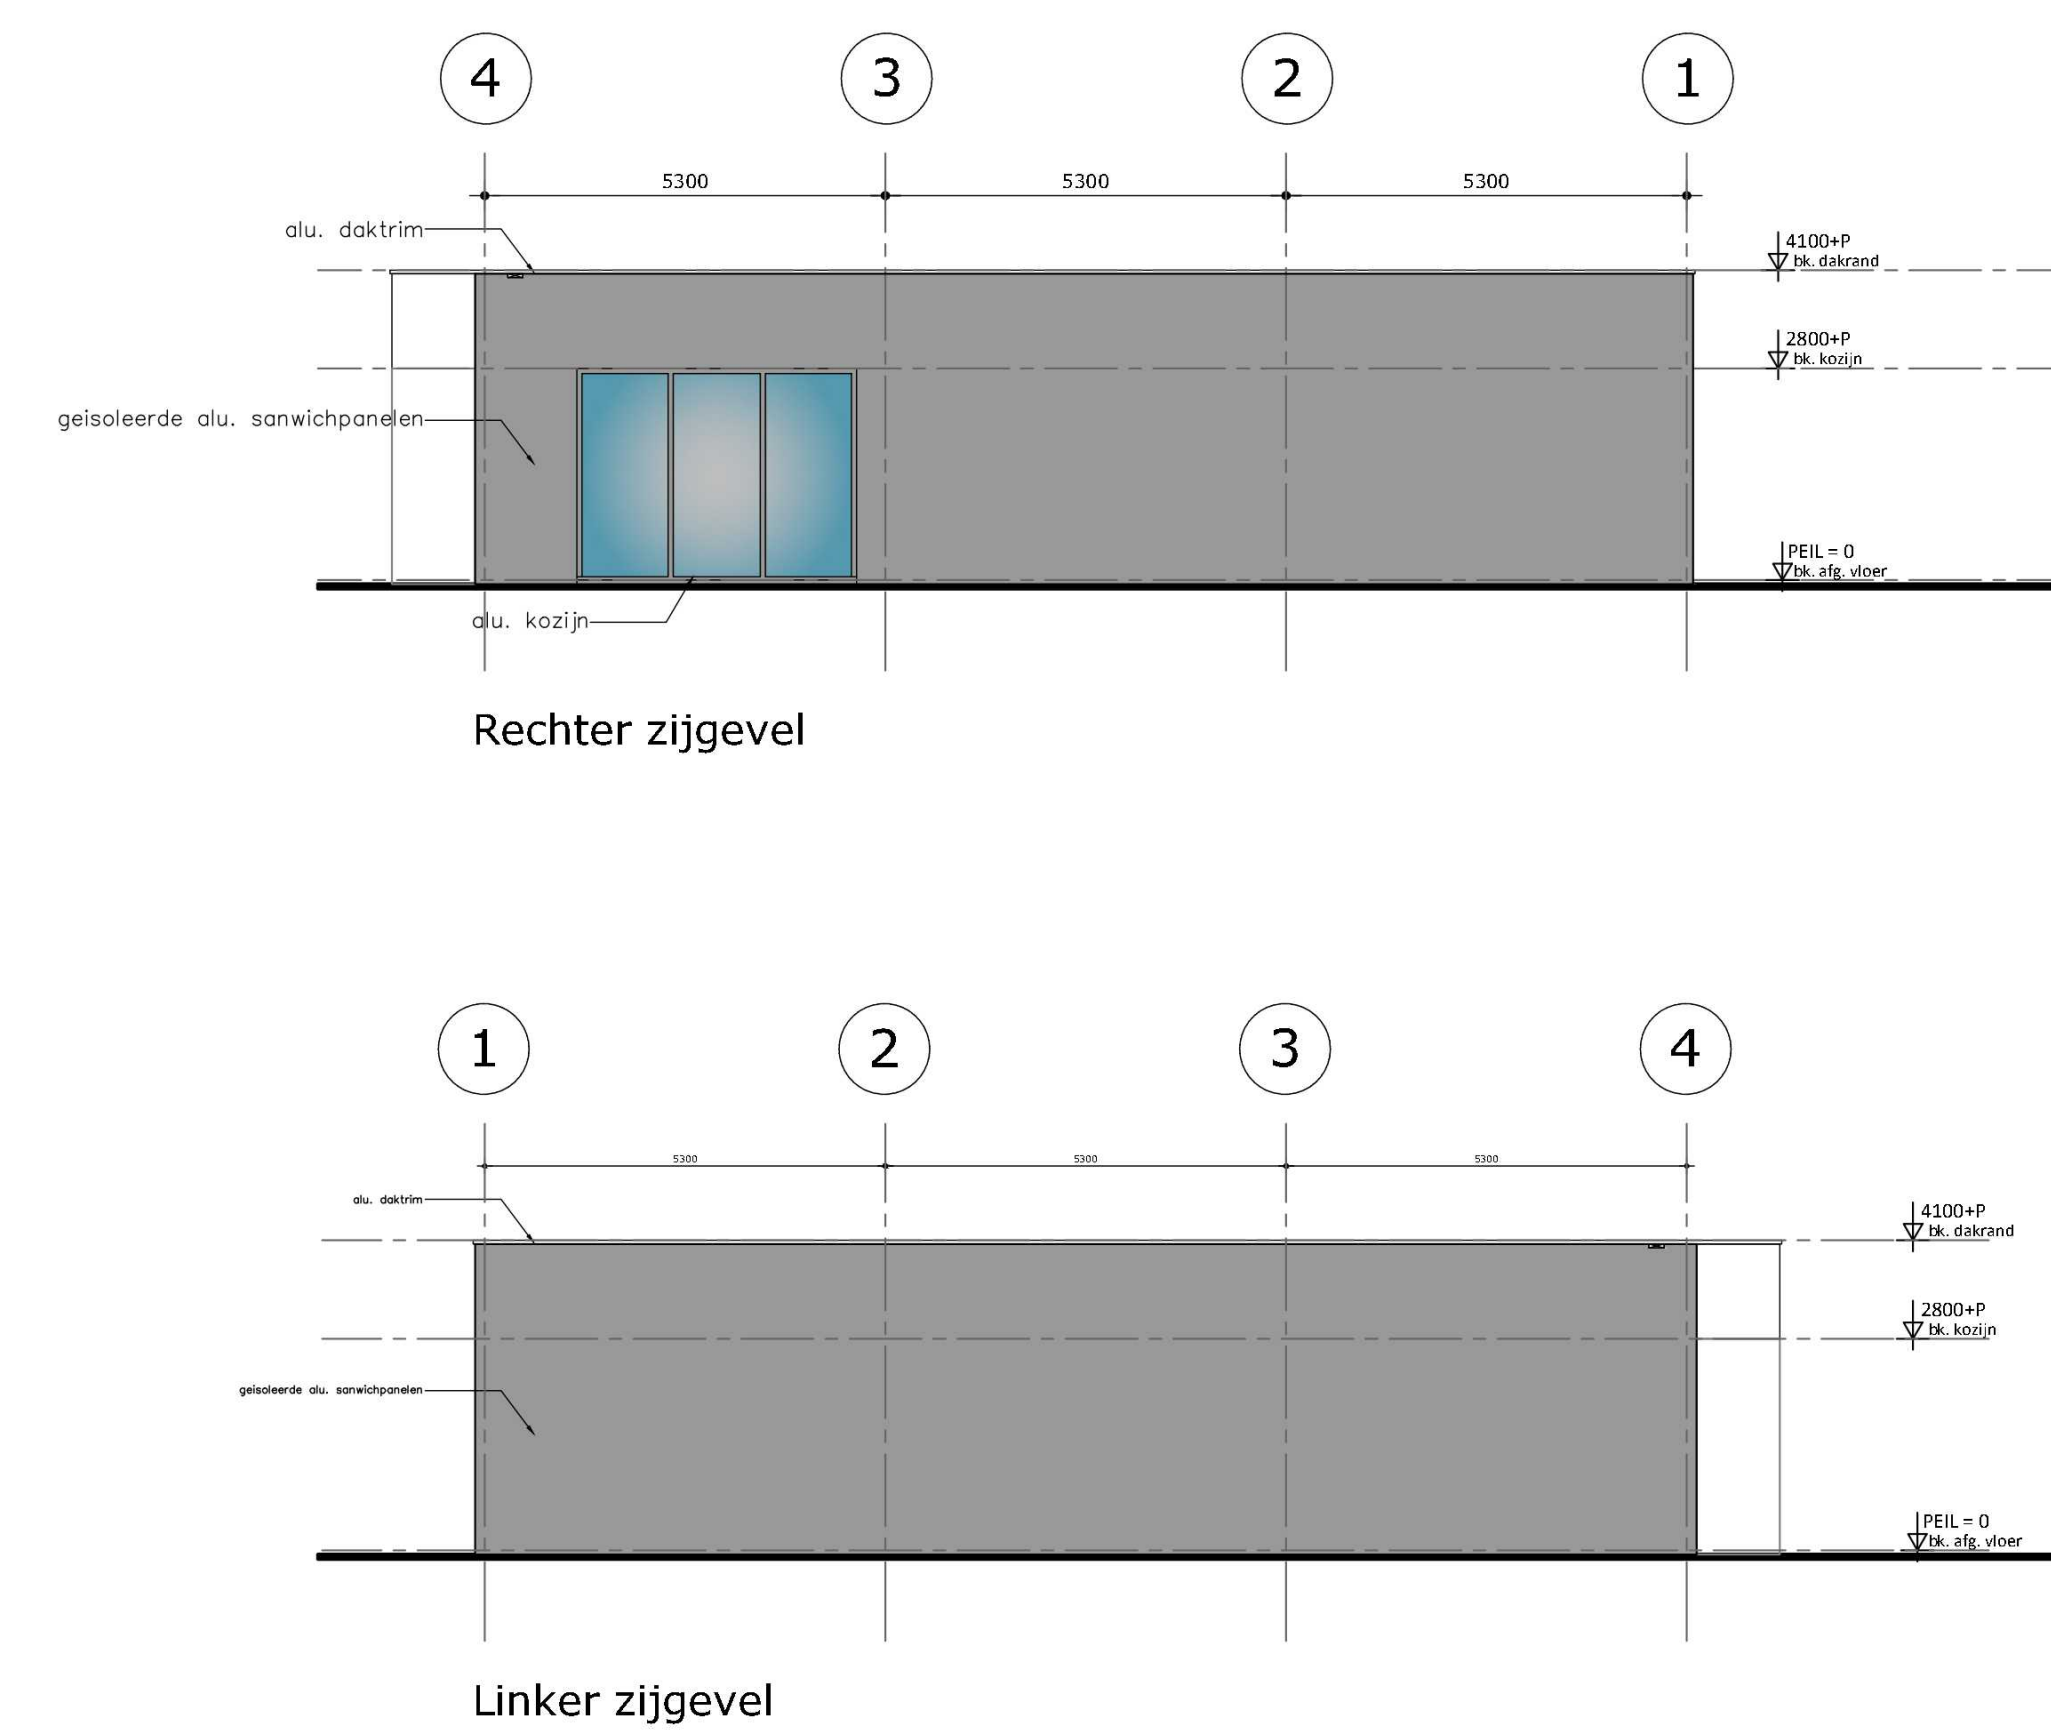 4 3 2 1
5300 5300 5300
alu. daktrim
4100+P
bk. dakrand
2800+P
bk. kozijn
geisoleerde alu. sanwichpanelen
PEIL = 0
bk. afg. vloer
alu. kozijn
Rechter zijgevel
1 2 3 4
5300 5300 5300
alu. daktrim
4100+P
bk. dakrand
2800+P
bk. kozijn
geisoleerde alu. sanwichpanelen
PEIL = 0
bk. afg. vloer
Linker zijgevel